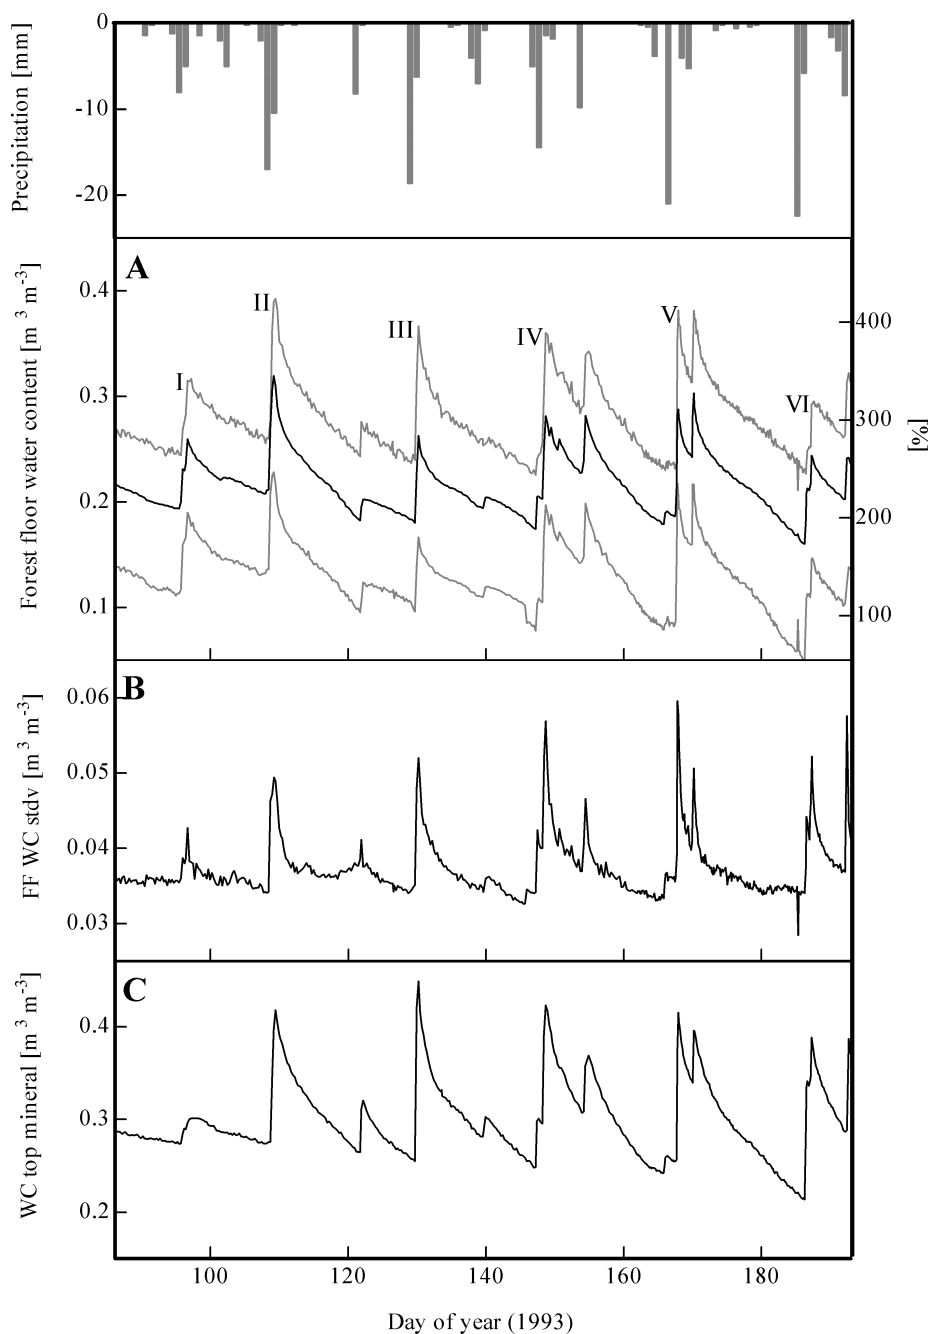 0
-10
-20
Precipitation [mm]
A
0.4
0.3
0.2
0.1
Forest floor water content [m 3 m-3]
I
II
III
IV
V
VI
400
300
200
100
[%]
B
0.06
0.05
0.04
0.03
FF WC stdv [m 3 m-3]
C
0.4
0.3
0.2
WC top mineral [m 3 m-3]
100 120 140 160 180
Day of year (1993)